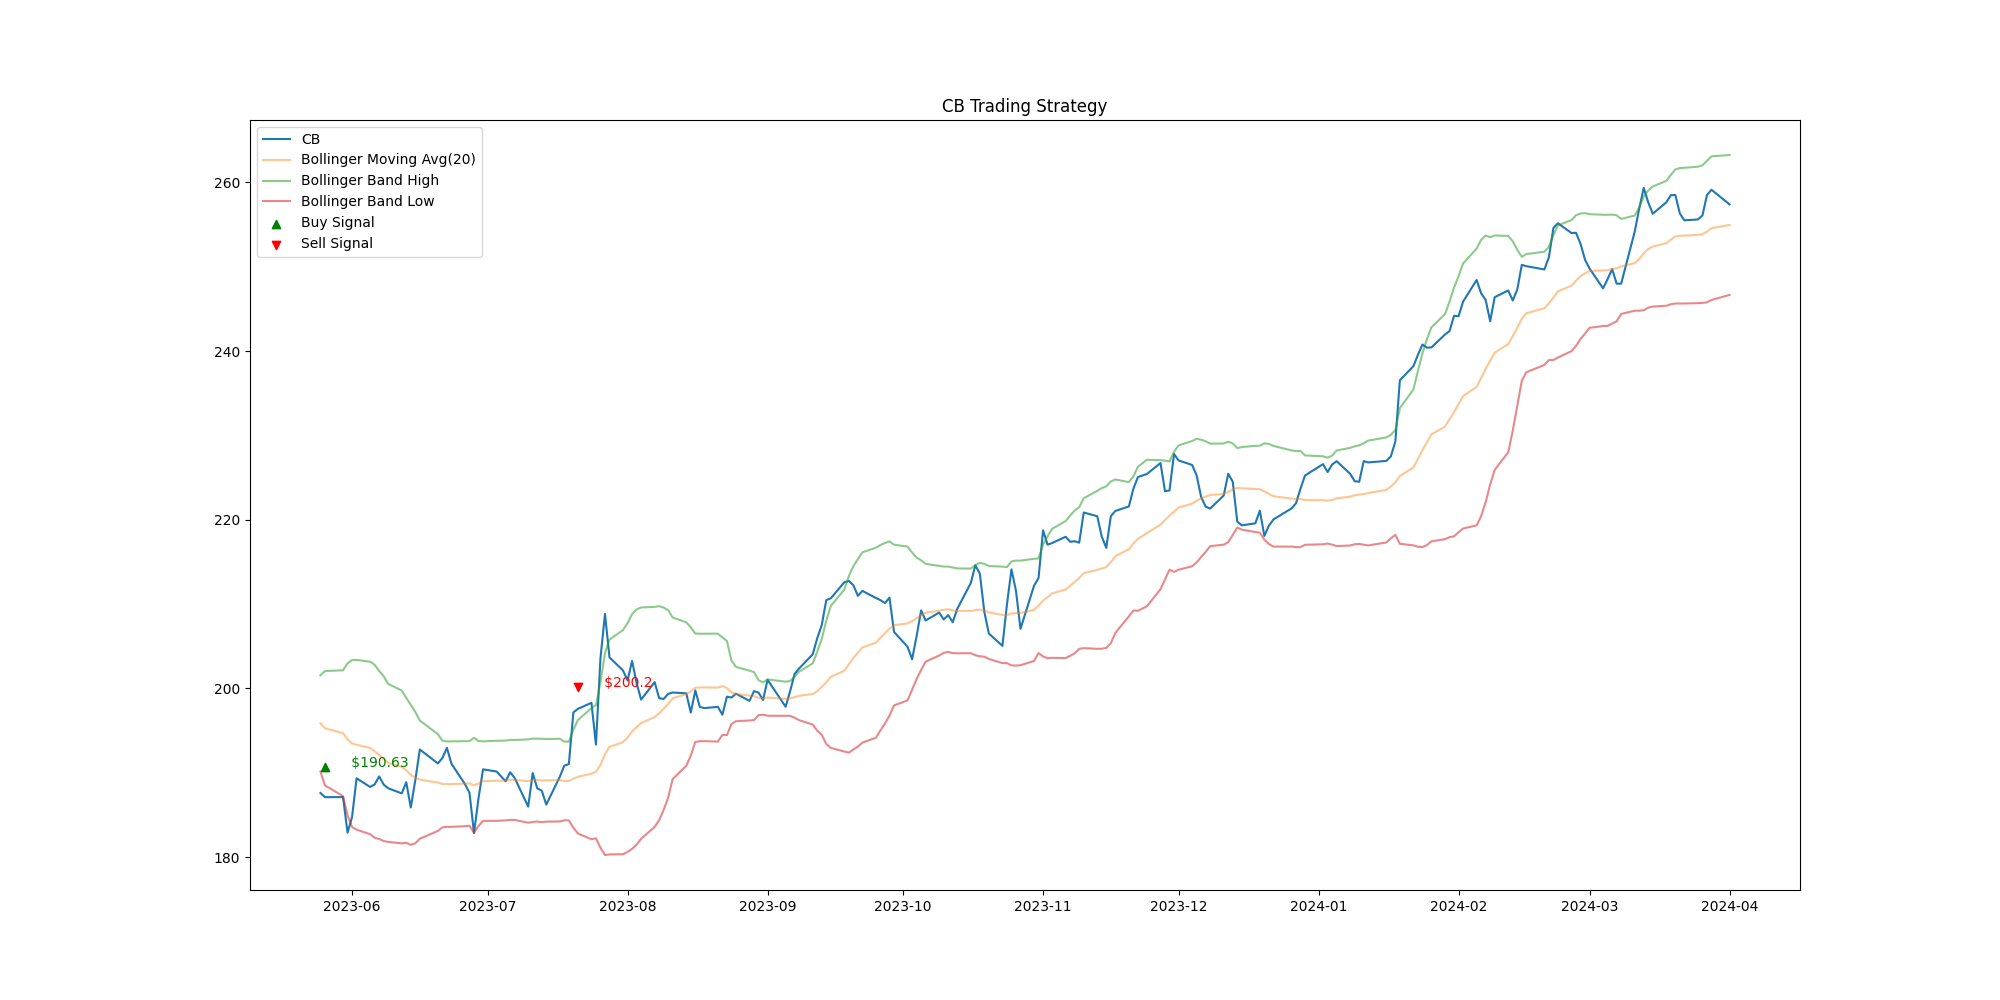 CB Trading Strategy
CB
Bollinger Moving Avg(20)
Bollinger Band High
Bollinger Band Low
Buy Signal
Sell Signal
260
240
220
200
180
$200.2
$190.63
2023-06 2023-07 2023-08 2023-09 2023-10 2023-11 2023-12 2024-01 2024-02 2024-03 2024-04